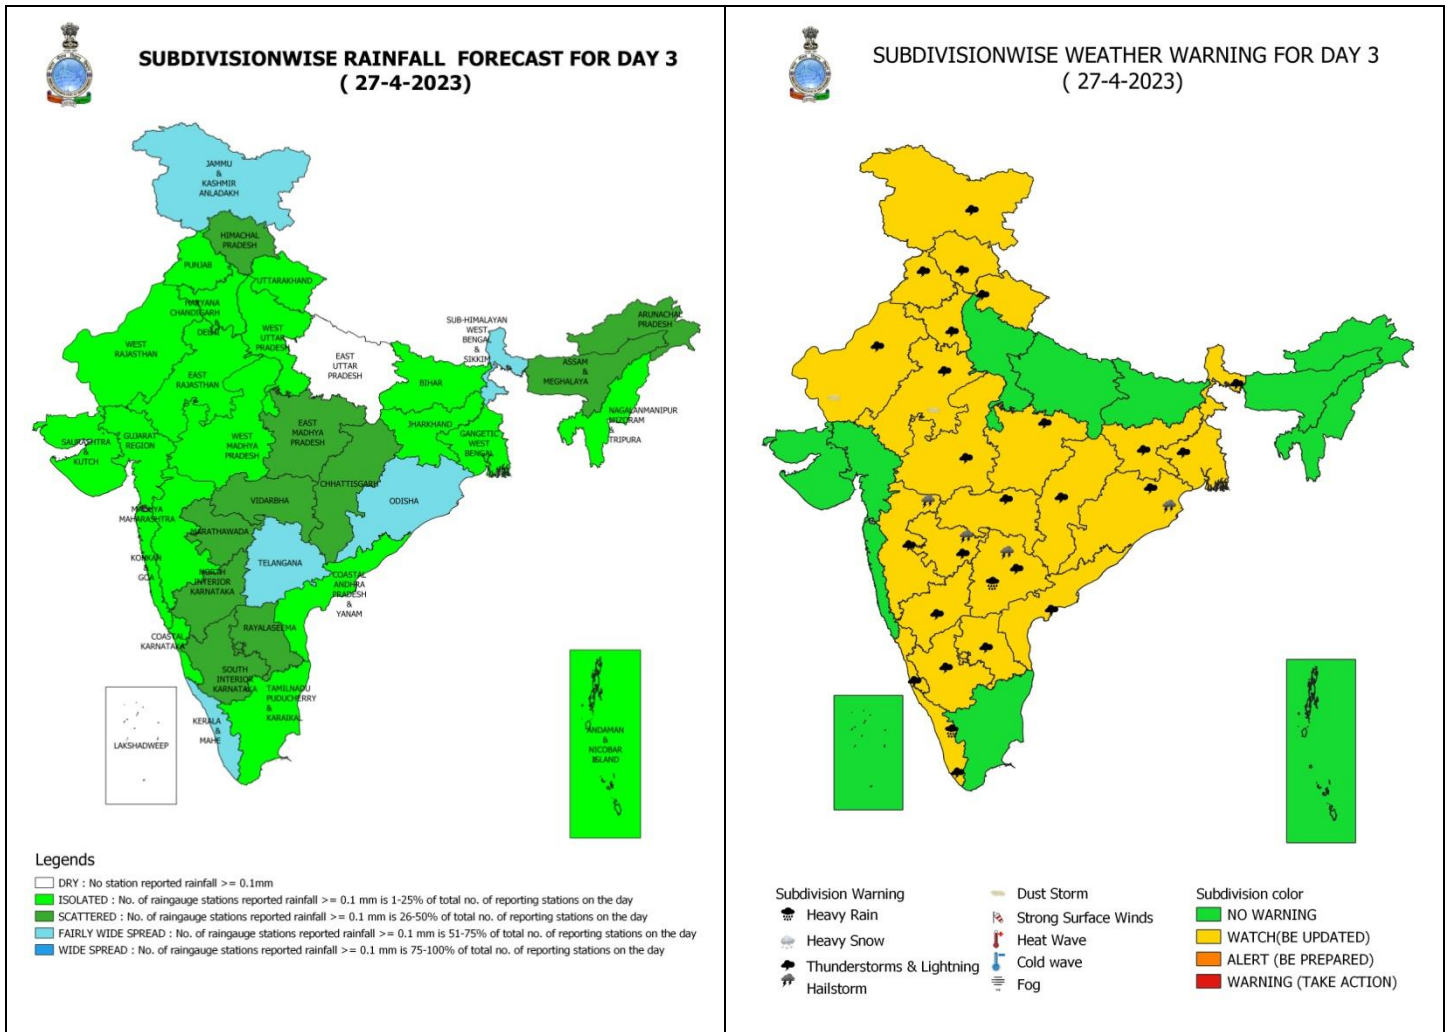 SUBDIVISIONWISE RAINFALL FORECAST FOR DAY 3
( 27-4-2023)
JAMMU
&
KASHMIR
ANLADAKH
HIMACHAL
PRADESH
PUNJAB
UTTARAKHAND
HARYANA
CHANDIGARH
&
DELHI
WEST
UTTAR
PRADESH
WEST
RAJASTHAN
EAST
RAJASTHAN
EAST
UTTAR
PRADESH
SUB-HIMALAYAN
WEST
BENGAL
&
SIKKIM
ARUNACHAL
PRADESH
ASSAM
&
MEGHALAYA
NAGALANMANIPUR
MIZORAM
&
TRIPURA
BIHAR
JHARKHAND
GANGETIC
WEST
BENGAL
SAURASHTRA
&
KUTCH
GUJARAT
REGION
WEST
MADHYA
PRADESH
EAST
MADHYA
PRADESH
CHHATTISGARH
ODISHA
VIDARBHA
MADHYA
MAHARASHTRA
MARATHAWADA
KONKAN
&
GOA
NORTH
INTERIOR
KARNATAKA
TELANGANA
COASTAL
ANDHRA
PRADESH
&
YANAM
RAYALASEEMA
COASTAL
KARNATAKA
SOUTH
INTERIOR
KARNATAKA
TAMILNADU
PUDUCHERRY
&
KARAIKAL
KERALA
&
MAHE
LAKSHADWEEP
ANDAMAN
&
NICOBAR
ISLAND
Legends
DRY : No station reported rainfall >= 0.1mm
ISOLATED : No. of raingauge stations reported rainfall >= 0.1 mm is 1-25% of total no. of reporting stations on the day
SCATTERED : No. of raingauge stations reported rainfall >= 0.1 mm is 26-50% of total no. of reporting stations on the day
FAIRLY WIDE SPREAD : No. of raingauge stations reported rainfall >= 0.1 mm is 51-75% of total no. of reporting stations on the day
WIDE SPREAD : No. of raingauge stations reported rainfall >= 0.1 mm is 75-100% of total no. of reporting stations on the day
SUBDIVISIONWISE WEATHER WARNING FOR DAY 3
( 27-4-2023)
Subdivision Warning
Heavy Rain
Heavy Snow
Thunderstorms & Lightning
Hailstorm
Dust Storm
Strong Surface Winds
Heat Wave
Cold wave
Fog
Subdivision color
NO WARNING
WATCH(BE UPDATED)
ALERT (BE PREPARED)
WARNING (TAKE ACTION)